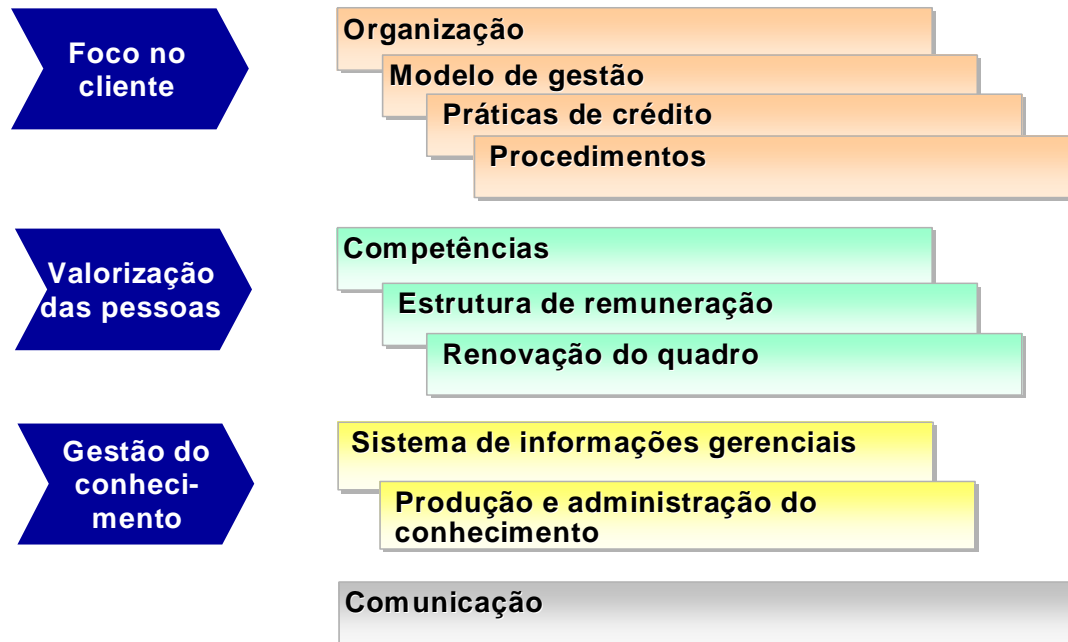 Foco no
cliente
Organização
Modelo de gestão
Práticas de crédito
Procedimentos
Valorização
das pessoas
Competências
Estrutura de remuneração
Renovação do quadro
Gestão do
conheci-
mento
Sistema de informações gerenciais
Produção e administração do
conhecimento
Comunicação